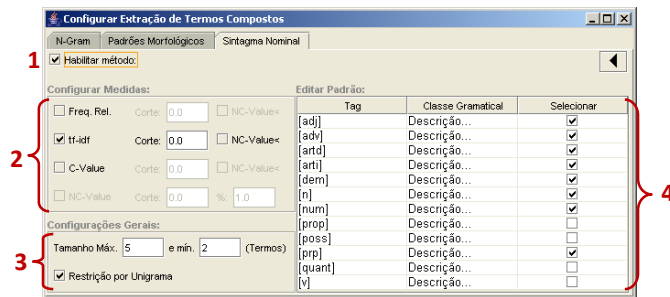 Configurar Extração de Termos Compostos
N-Gram Padrões Morfológicos Sintagma Nominal
1 Habilitar método:
Configurar Medidas: Editar Padrão:
Freq. Rel. Corte: 0.0 NC-Value<
tf-idf Corte: 0.0 NC-Value<
C-Value Corte: 0.0 NC-Value<
NC-Value Corte: 0.0 %: 1.0
2
Configurações Gerais:
Tamanho Máx. 5 e mín. 2 (Termos)
Restrição por Unigrama
3
Tag Classe Gramatical Selecionar
[adj] Descrição...
[adv] Descrição...
[artd] Descrição...
[arti] Descrição...
[dem] Descrição...
[n] Descrição...
[num] Descrição...
[prop] Descrição...
[poss] Descrição...
[prp] Descrição...
[quant] Descrição...
[v] Descrição...
4